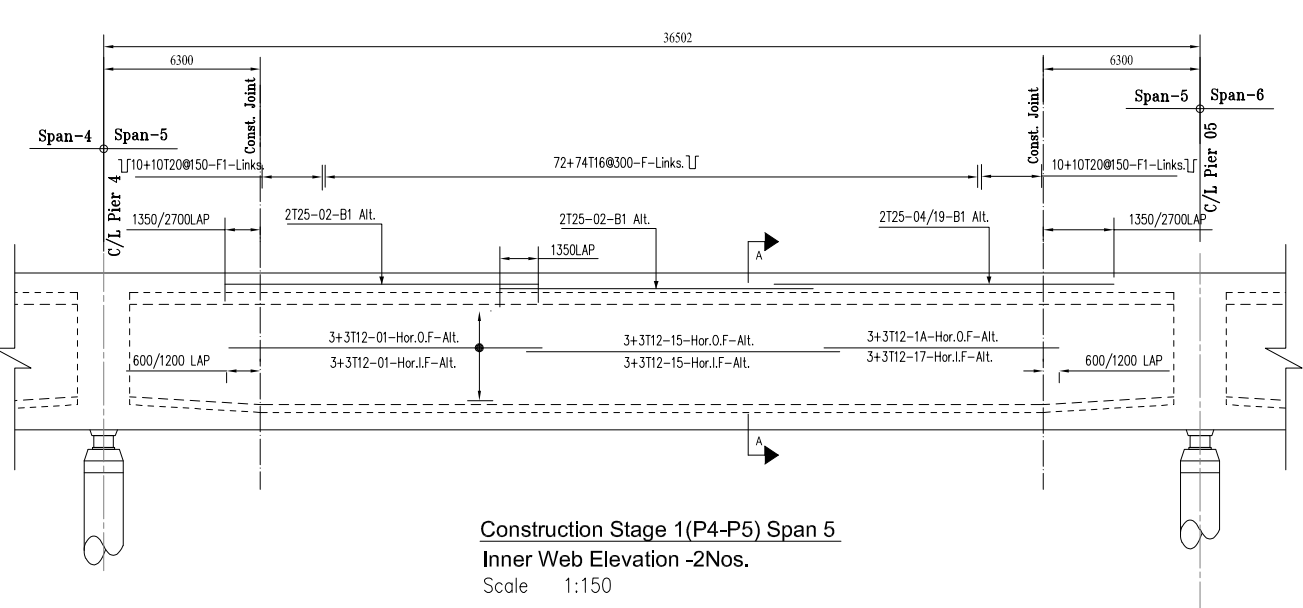 36502
6300
6300
Const. Joint
Const. Joint
Span-4
Span-5
Span-5
Span-6
C/L Pier 4
C/L Pier 05
10+10T20@150-F1-Links.
72+74T16@300-F-Links.
10+10T20@150-F1-Links.
1350/2700LAP
2T25-02-B1 Alt.
2T25-02-B1 Alt.
2T25-04/19-B1 Alt.
1350/2700LAP
A
1350LAP
3+3T12-01-Hor.O.F-Alt.
3+3T12-15-Hor.O.F-Alt.
3+3T12-1A-Hor.O.F-Alt.
600/1200 LAP
3+3T12-01-Hor.I.F-Alt.
3+3T12-15-Hor.I.F-Alt.
3+3T12-17-Hor.I.F-Alt.
600/1200 LAP
A
Construction Stage 1(P4-P5) Span 5
Inner Web Elevation -2Nos.
Scale 1:150